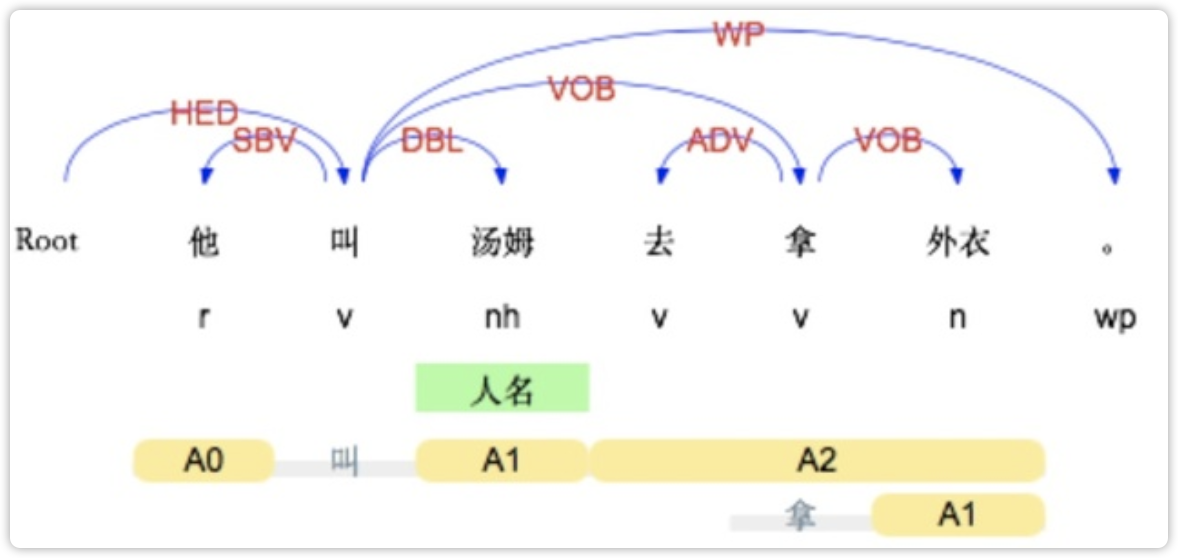 WP
VOB
HED SBV DBL ADV VOB
Root 他 叫 汤姆 去 拿 外衣 。
r v nh v v n wp
人名
A0 叫 A1 A2
拿 A1